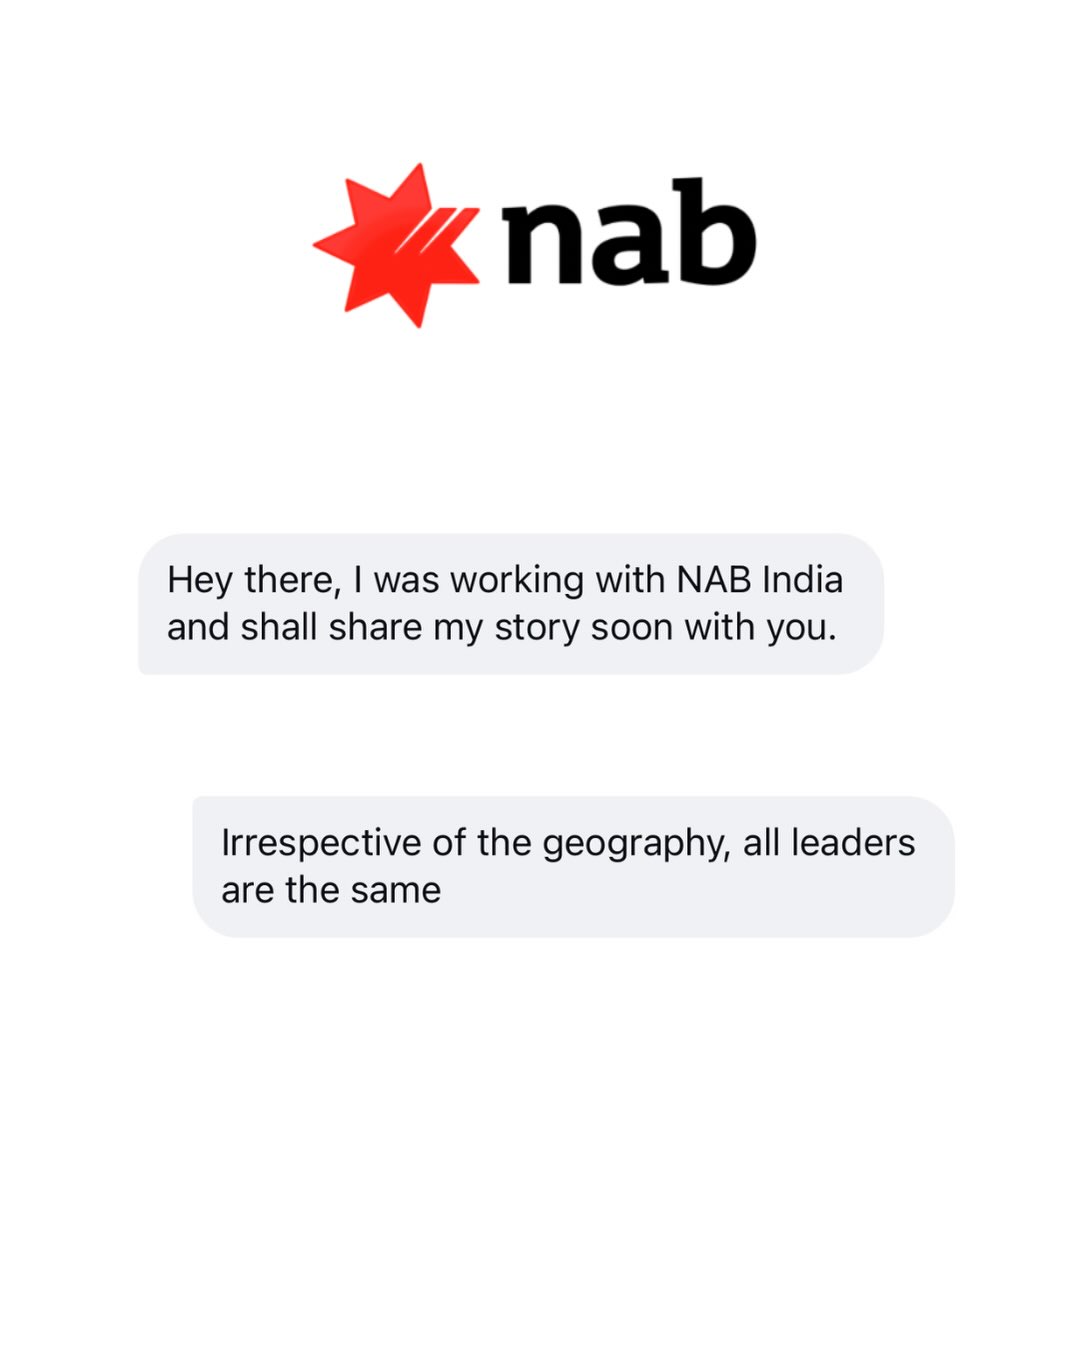 nab
Hey there, I was working with NAB India
and shall share my story soon with you.
Irrespective of the geography, all leaders
are the same